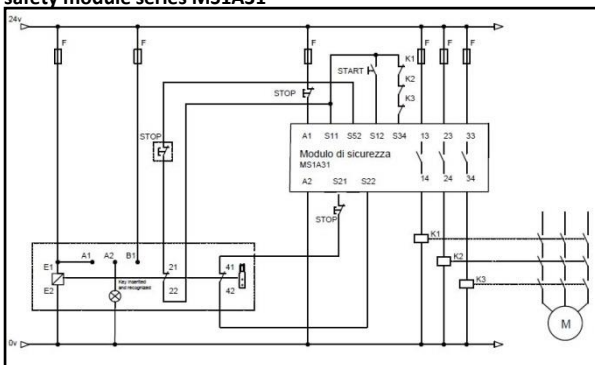 safety module series MS1A31
24v
F F F F F F
START
K1
K2
K3
STOP
STOP
A1 S11 S52 S12 S34 13 23 33
Modulo di sicurezza
MS1A31
A2 S21 S22 14 24 34
STOP
K1
K2
K3
A1 A2 B1
E1
E2
Key inserted
and recognized
21
22
41
42
M
0v